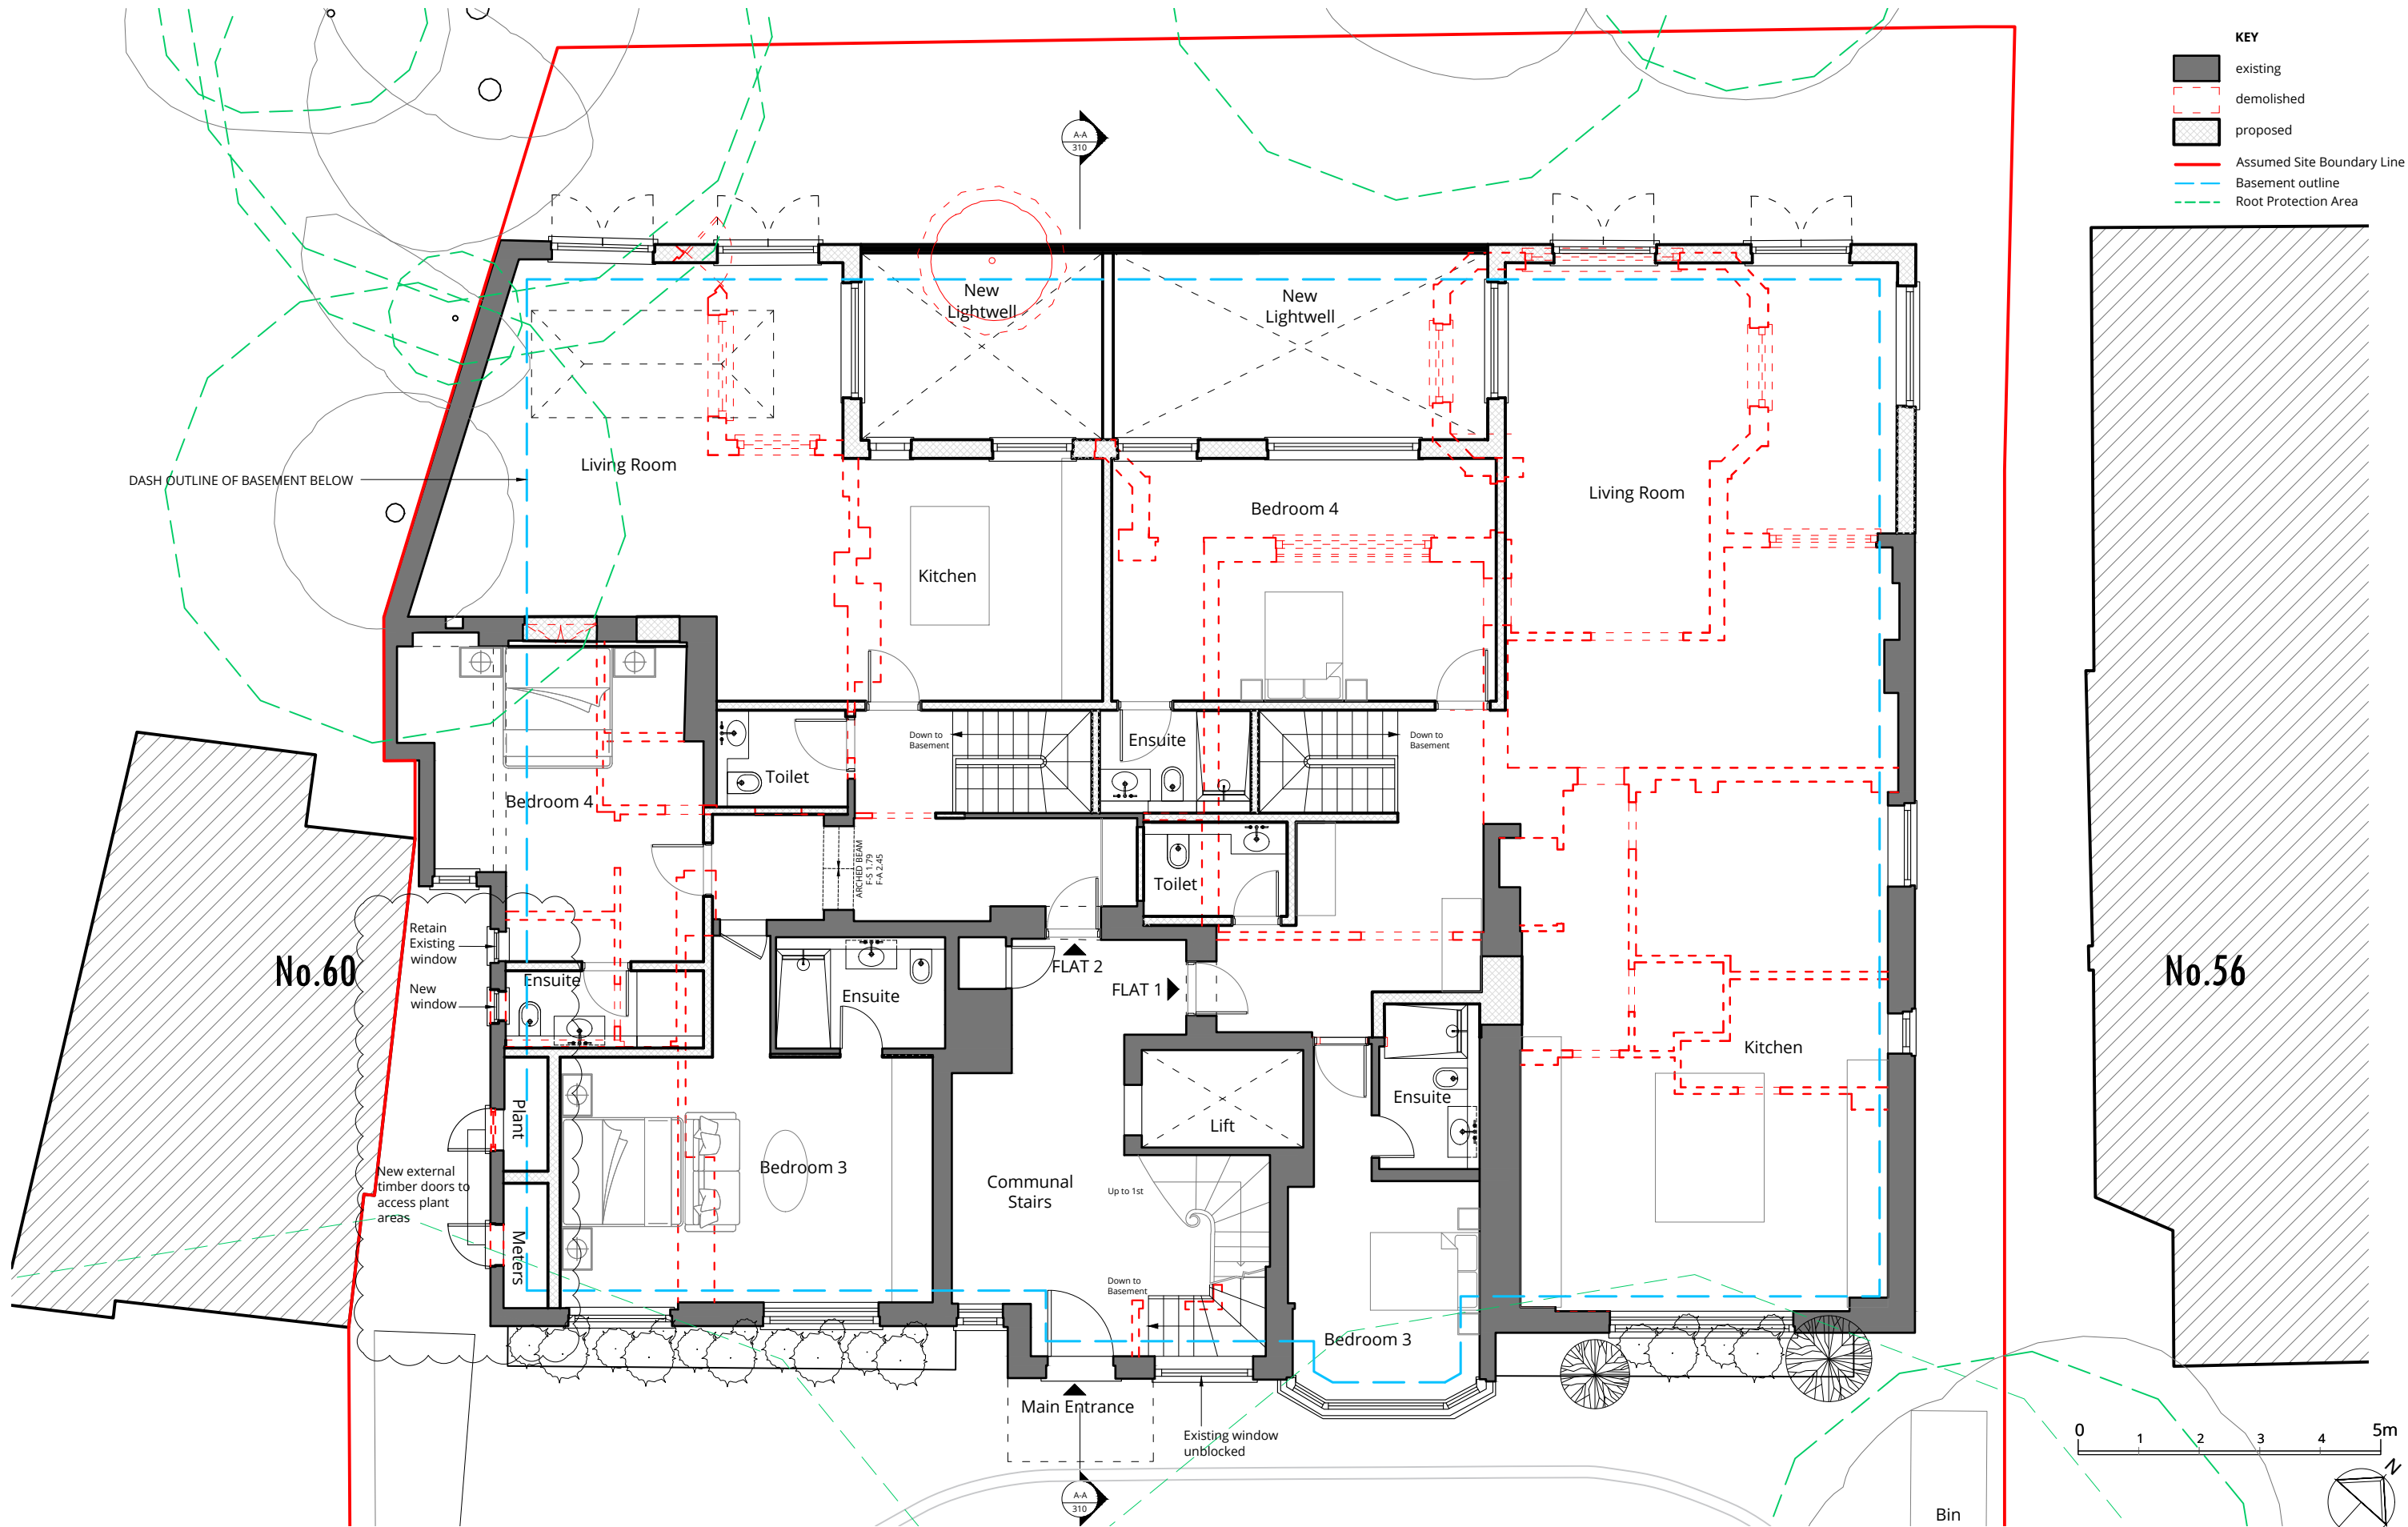 KEY
existing
demolished
proposed
Assumed Site Boundary Line
Basement outline
Root Protection Area
A-A
310
New
Lightwell
New
Lightwell
Living Room
DASH OUTLINE OF BASEMENT BELOW
Kitchen
Bedroom 4
Living Room
Down to
Basement
Ensuite
Down to
Basement
Toilet
Bedroom 4
ARCHED BEAM
F-S 1.79
F-A 2.45
Toilet
Retain
Existing
window
New
window
No.60
Ensuite
Ensuite
FLAT 2
FLAT 1
No.56
Kitchen
Ensuite
Plant
Lift
New external
timber doors to
access plant
areas
Bedroom 3
Communal
Stairs
Up to 1st
Meters
Down to
Basement
Bedroom 3
Main Entrance
Existing window
unblocked
A-A
310
0 1 2 3 4 5m
N
Bin